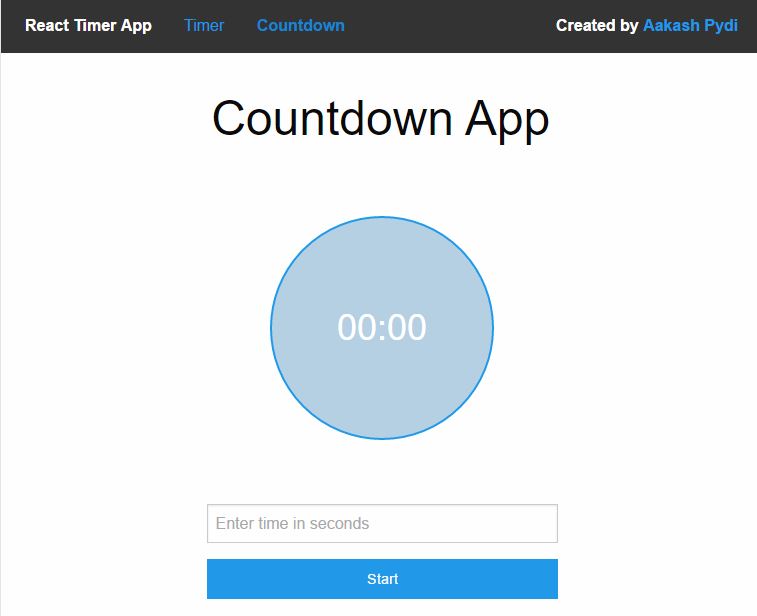 React Timer App Timer Countdown Created by Aakash Pydi
Countdown App
00:00
Enter time in seconds
Start